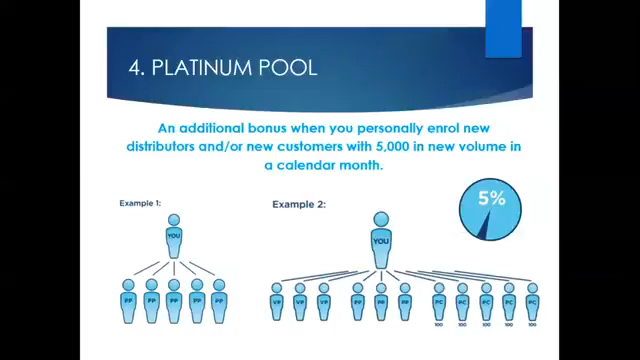 4. PLATINUM POOL
An additional bonus when you personally enrol new
distributors and/or new customers with 5,000 in new volume in
a calendar month.
Example 1:
Example 2:
5%
YOU
YOU
PP PP PP PP PP
VP VP VP PP PP PP PC PC PC PC PC
100 100 100 100 100